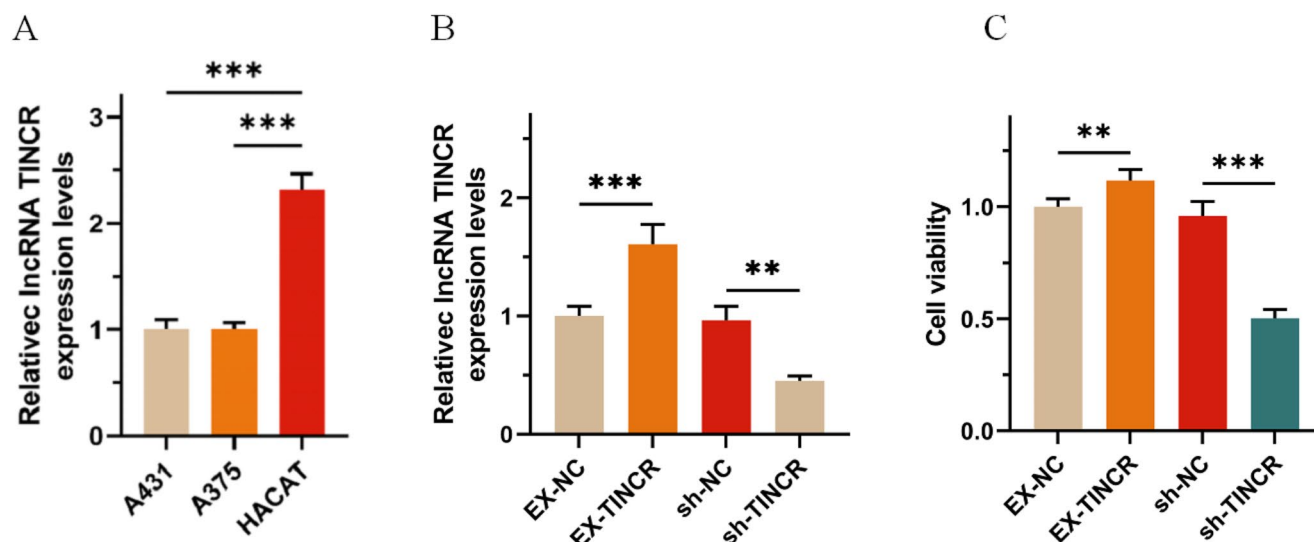 A
Relativec lncRNA TINCR
expression levels
3
2
1
0
***
***
A431
A375
HACAT
B
Relativec lncRNA TINCR
expression levels
2
1
0
***
**
EX-NC
EX-TINCR
sh-NC
sh-TINCR
C
Cell viability
1.0
0.5
0.0
**
***
EX-NC
EX-TINCR
sh-NC
sh-TINCR